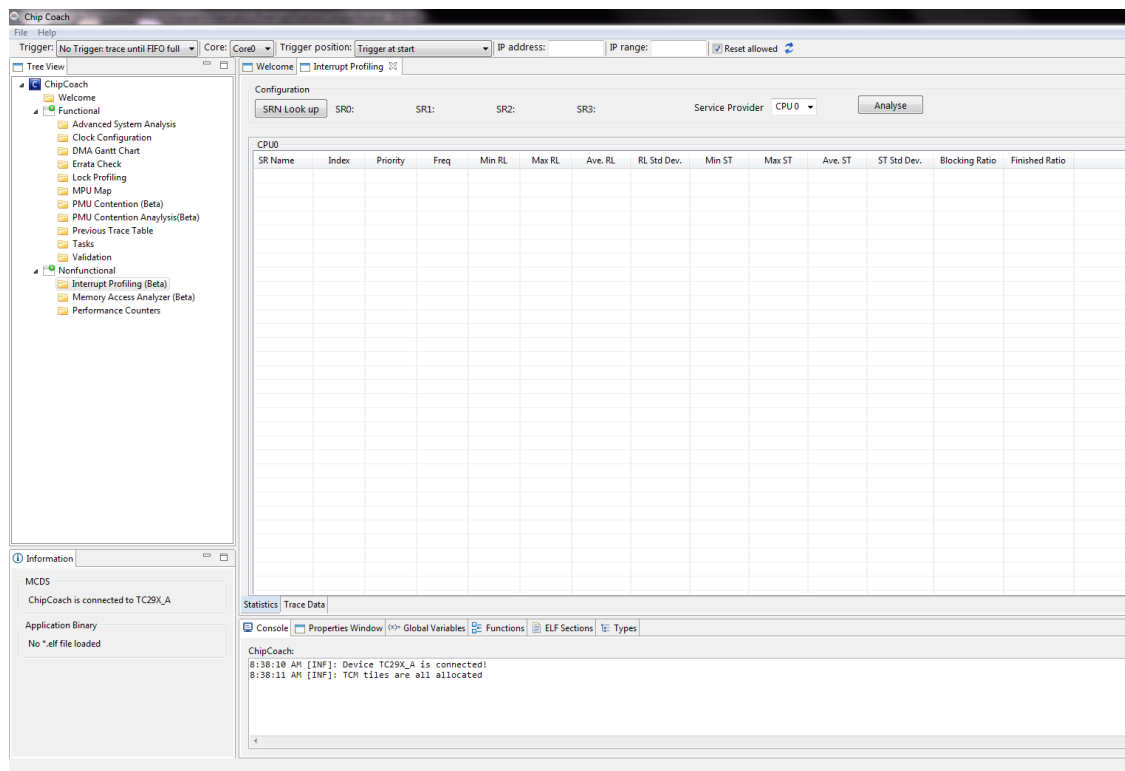 Chip Coach
File Help
Trigger: No Trigger: trace until FIFO full Core: Core0 Trigger position: Trigger at start IP address: IP range: Reset allowed
Tree View
ChipCoach
Welcome
Functional
Advanced System Analysis
Clock Configuration
DMA Gantt Chart
Errata Check
Lock Profiling
MPU Map
PMU Contention (Beta)
PMU Contention Anaylysis(Beta)
Previous Trace Table
Tasks
Validation
Nonfunctional
Interrupt Profiling (Beta)
Memory Access Analyzer (Beta)
Performance Counters
Information
MCDS
ChipCoach is connected to TC29X_A
Application Binary
No *.elf file loaded
Welcome Interrupt Profiling
Configuration
SRN Look up SR0: SR1: SR2: SR3: Service Provider CPU 0 Analyse
CPU0
SR Name Index Priority Freq Min RL Max RL Ave. RL RL Std Dev. Min ST Max ST Ave. ST ST Std Dev. Blocking Ratio Finished Ratio
Statistics Trace Data
Console Properties Window (x)= Global Variables Functions ELF Sections Types
ChipCoach:
8:38:10 AM [INF]: Device TC29X_A is connected!
8:38:11 AM [INF]: TCM tiles are all allocated